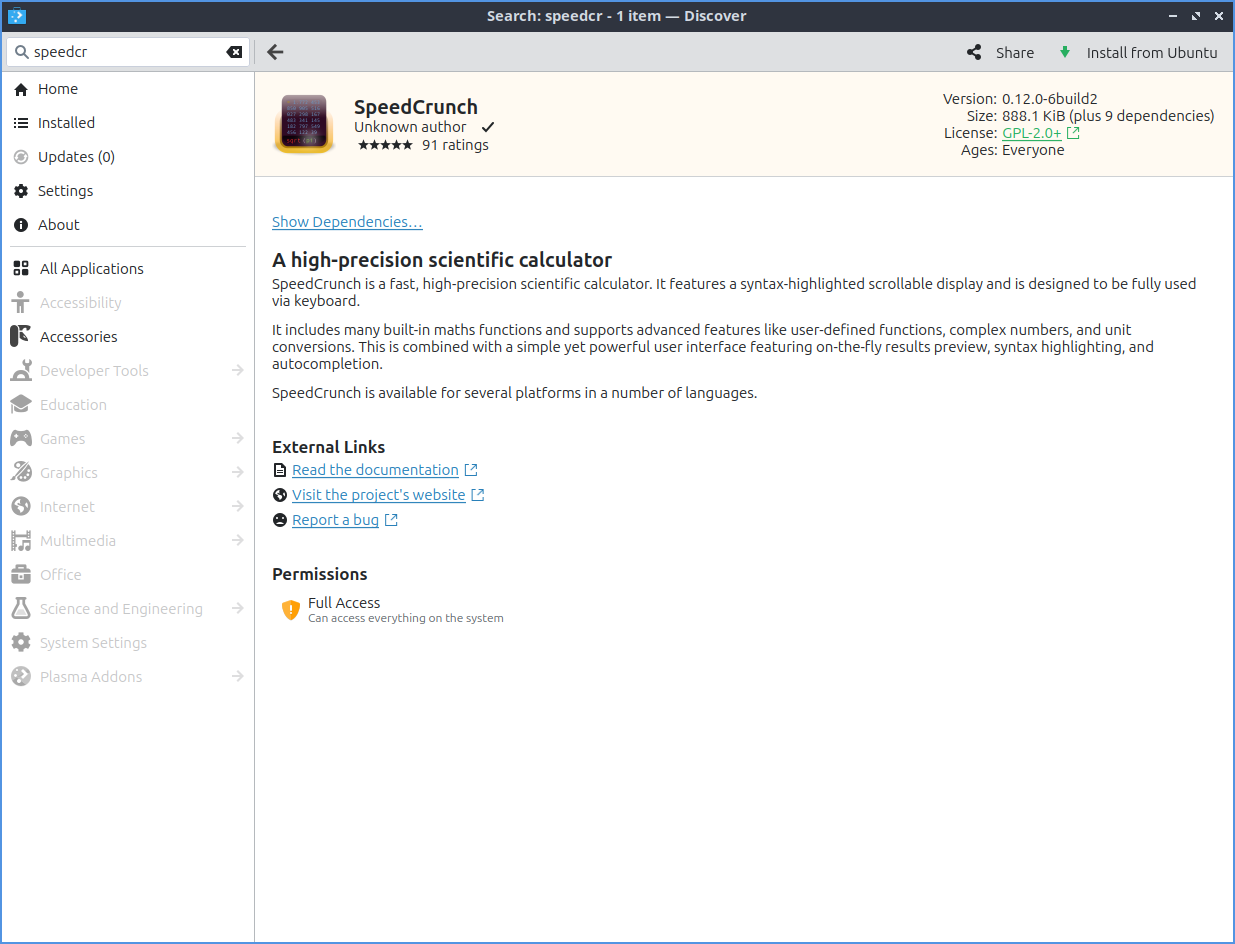 Search: speedcr - 1 item — Discover
speedcr
Share
Install from Ubuntu
Home
Installed
Updates (0)
Settings
About
All Applications
Accessibility
Accessories
Developer Tools
Education
Games
Graphics
Internet
Multimedia
Office
Science and Engineering
System Settings
Plasma Addons
SpeedCrunch
Unknown author
91 ratings
Version: 0.12.0-6build2
Size: 888.1 KiB (plus 9 dependencies)
License: GPL-2.0+
Ages: Everyone
Show Dependencies…
A high-precision scientific calculator
SpeedCrunch is a fast, high-precision scientific calculator. It features a syntax-highlighted scrollable display and is designed to be fully used
via keyboard.
It includes many built-in maths functions and supports advanced features like user-defined functions, complex numbers, and unit
conversions. This is combined with a simple yet powerful user interface featuring on-the-fly results preview, syntax highlighting, and
autocompletion.
SpeedCrunch is available for several platforms in a number of languages.
External Links
Read the documentation
Visit the project's website
Report a bug
Permissions
Full Access
Can access everything on the system